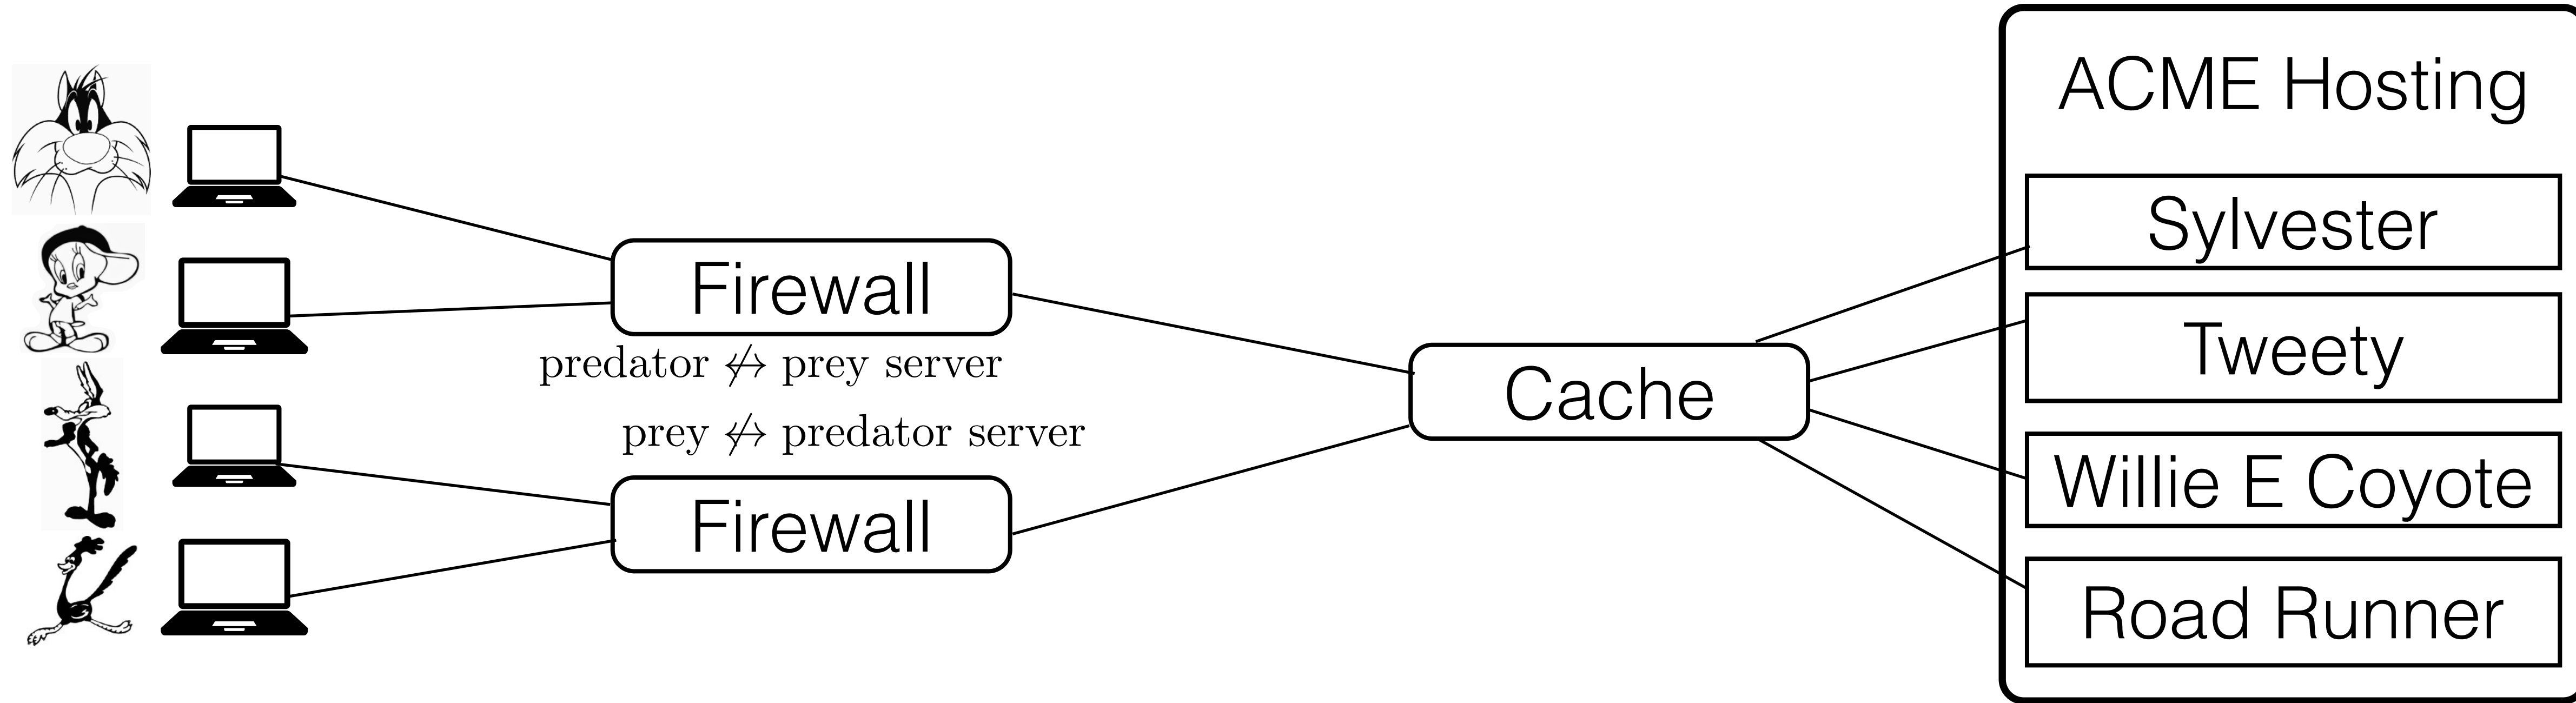 ACME Hosting
Sylvester
Firewall
Tweety
predator ↮ prey server
Cache
prey ↮ predator server
Willie E Coyote
Firewall
Road Runner